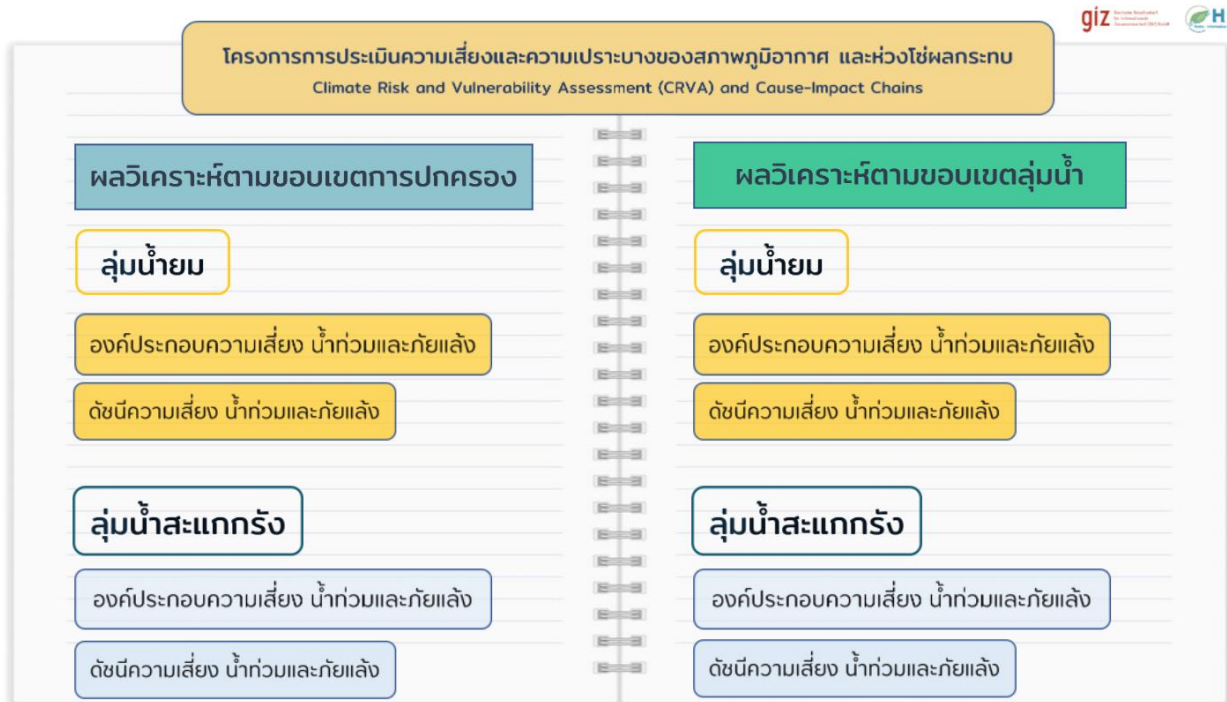 giz
H
โครงการการประเมินความเสี่ยงและความเปราะบางของสภาพภูมิอากาศ และห่วงโซ่ผลกระทบ
Climate Risk and Vulnerability Assessment (CRVA) and Cause-Impact Chains
ผลวิเคราะห์ตามขอบเขตการปกครอง
ลุ่มน้ำยม
องค์ประกอบความเสี่ยง น้ำท่วมและภัยแล้ง
ดัชนีความเสี่ยง น้ำท่วมและภัยแล้ง
ลุ่มน้ำสะแกกรัง
องค์ประกอบความเสี่ยง น้ำท่วมและภัยแล้ง
ดัชนีความเสี่ยง น้ำท่วมและภัยแล้ง
ผลวิเคราะห์ตามขอบเขตลุ่มน้ำ
ลุ่มน้ำยม
องค์ประกอบความเสี่ยง น้ำท่วมและภัยแล้ง
ดัชนีความเสี่ยง น้ำท่วมและภัยแล้ง
ลุ่มน้ำสะแกกรัง
องค์ประกอบความเสี่ยง น้ำท่วมและภัยแล้ง
ดัชนีความเสี่ยง น้ำท่วมและภัยแล้ง